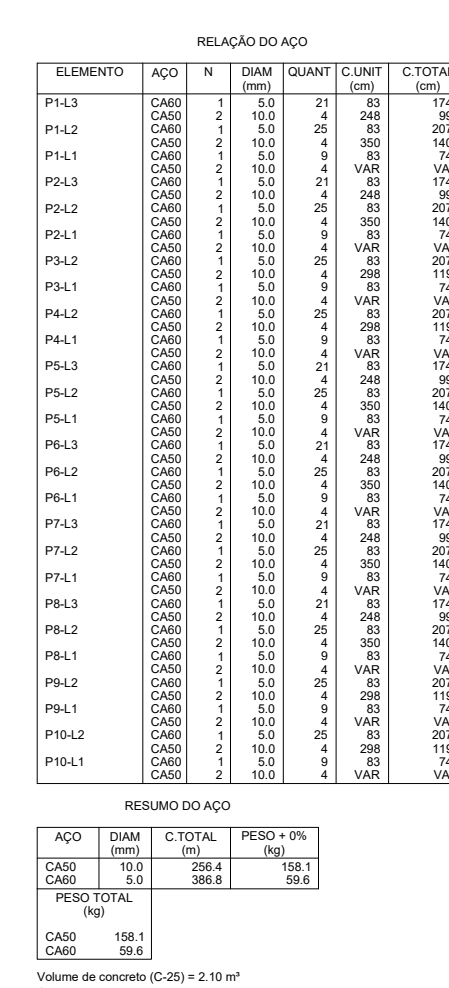 RELAÇÃO DO AÇO
ELEMENTO AÇO N DIAM QUANT C.UNIT C.TOTAL
(mm) (cm) (cm)
P1-L3 CA60 1 5.0 21 83
CA50 2 10.0 4 248
P1-L2 CA60 1 5.0 25 83
CA50 2 10.0 4 350
P1-L1 CA60 1 5.0 9 83
CA50 2 10.0 4 VAR
P2-L3 CA60 1 5.0 21 83
CA50 2 10.0 4 248
P2-L2 CA60 1 5.0 25 83
CA50 2 10.0 4 350
P2-L1 CA60 1 5.0 9 83
CA50 2 10.0 4 VAR
P3-L2 CA60 1 5.0 25 83
CA50 2 10.0 4 298
P3-L1 CA60 1 5.0 9 83
CA50 2 10.0 4 VAR
P4-L2 CA60 1 5.0 25 83
CA50 2 10.0 4 298
P4-L1 CA60 1 5.0 9 83
CA50 2 10.0 4 VAR
P5-L3 CA60 1 5.0 21 83
CA50 2 10.0 4 248
P5-L2 CA60 1 5.0 25 83
CA50 2 10.0 4 350
P5-L1 CA60 1 5.0 9 83
CA50 2 10.0 4 VAR
P6-L3 CA60 1 5.0 21 83
CA50 2 10.0 4 248
P6-L2 CA60 1 5.0 25 83
CA50 2 10.0 4 350
P6-L1 CA60 1 5.0 9 83
CA50 2 10.0 4 VAR
P7-L3 CA60 1 5.0 21 83
CA50 2 10.0 4 248
P7-L2 CA60 1 5.0 25 83
CA50 2 10.0 4 350
P7-L1 CA60 1 5.0 9 83
CA50 2 10.0 4 VAR
P8-L3 CA60 1 5.0 21 83
CA50 2 10.0 4 248
P8-L2 CA60 1 5.0 25 83
CA50 2 10.0 4 350
P8-L1 CA60 1 5.0 9 83
CA50 2 10.0 4 VAR
P9-L2 CA60 1 5.0 25 83
CA50 2 10.0 4 298
P9-L1 CA60 1 5.0 9 83
CA50 2 10.0 4 VAR
P10-L2 CA60 1 5.0 25 83
CA50 2 10.0 4 298
P10-L1 CA60 1 5.0 9 83
CA50 2 10.0 4 VAR
RESUMO DO AÇO
AÇO DIAM C.TOTAL PESO + 0%
(mm) (m) (kg)
CA50 10.0 256.4 158.1
CA60 5.0 386.8 59.6
PESO TOTAL
(kg)
CA50 158.1
CA60 59.6
Volume de concreto (C-25) = 2.10 m³